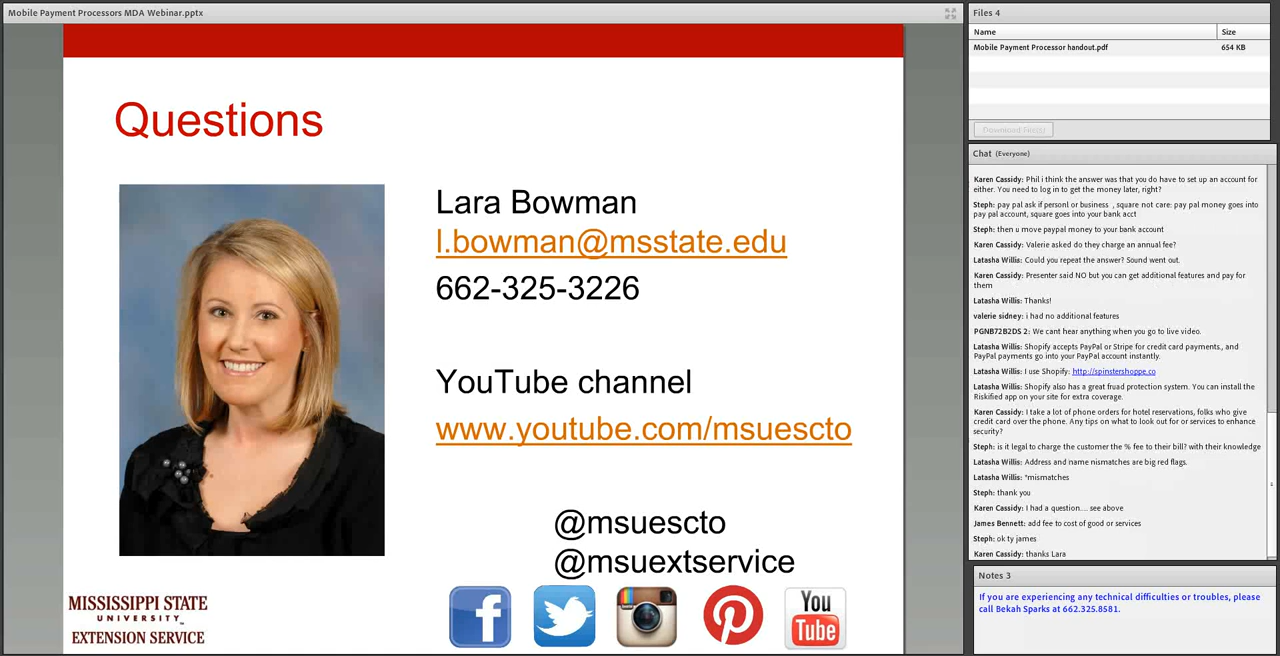 Mobile Payment Processors MDA Webinar.pptx
Questions
Lara Bowman
l.bowman@msstate.edu
662-325-3226
YouTube channel
www.youtube.com/msuescto
@msuescto
@msuextservice
MISSISSIPPI STATE
UNIVERSITY™
EXTENSION SERVICE
f
You
Tube
Files 4
Name Size
Mobile Payment Processor handout.pdf 654 KB
Download File(s)
Chat (Everyone)
Karen Cassidy: Phil i think the answer was that you do have to set up an account for
either. You need to log in to get the money later, right?
Steph: pay pal ask if personl or business , square not care: pay pal money goes into
pay pal account, square goes into your bank acct
Steph: then u move paypal money to your bank account
Karen Cassidy: Valerie asked do they charge an annual fee?
Latasha Willis: Could you repeat the answer? Sound went out.
Karen Cassidy: Presenter said NO but you can get additional features and pay for
them
Latasha Willis: Thanks!
valerie sidney: i had no additional features
PGNB72B2DS 2: We cant hear anything when you go to live video.
Latasha Willis: Shopify accepts PayPal or Stripe for credit card payments., and
PayPal payments go into your PayPal account instantly.
Latasha Willis: I use Shopify: http://spinstershoppe.co
Latasha Willis: Shopify also has a great fruad protection system. You can install the
Riskified app on your site for extra coverage.
Karen Cassidy: I take a lot of phone orders for hotel reservations, folks who give
credit card over the phone. Any tips on what to look out for or services to enhance
security?
Steph: is it legal to charge the customer the % fee to their bill? with their knowledge
Latasha Willis: Address and name nismatches are big red flags.
Latasha Willis: *mismatches
Steph: thank you
Karen Cassidy: I had a question.... see above
James Bennett: add fee to cost of good or services
Steph: ok ty james
Karen Cassidy: thanks Lara
Notes 3
If you are experiencing any technical difficulties or troubles, please
call Bekah Sparks at 662.325.8581.